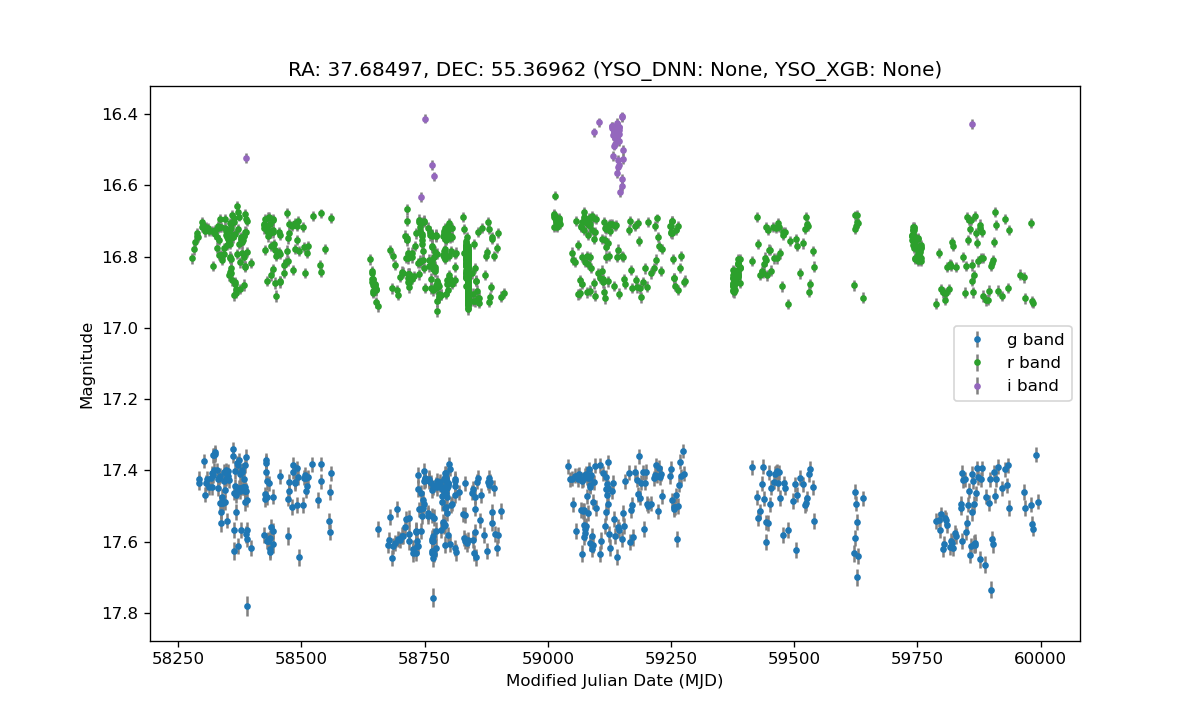 RA: 37.68497, DEC: 55.36962 (YSO_DNN: None, YSO_XGB: None)
16.4
16.6
16.8
17.0
17.2
17.4
17.6
17.8
Magnitude
g band
r band
i band
58250
58500
58750
59000
59250
59500
59750
60000
Modified Julian Date (MJD)